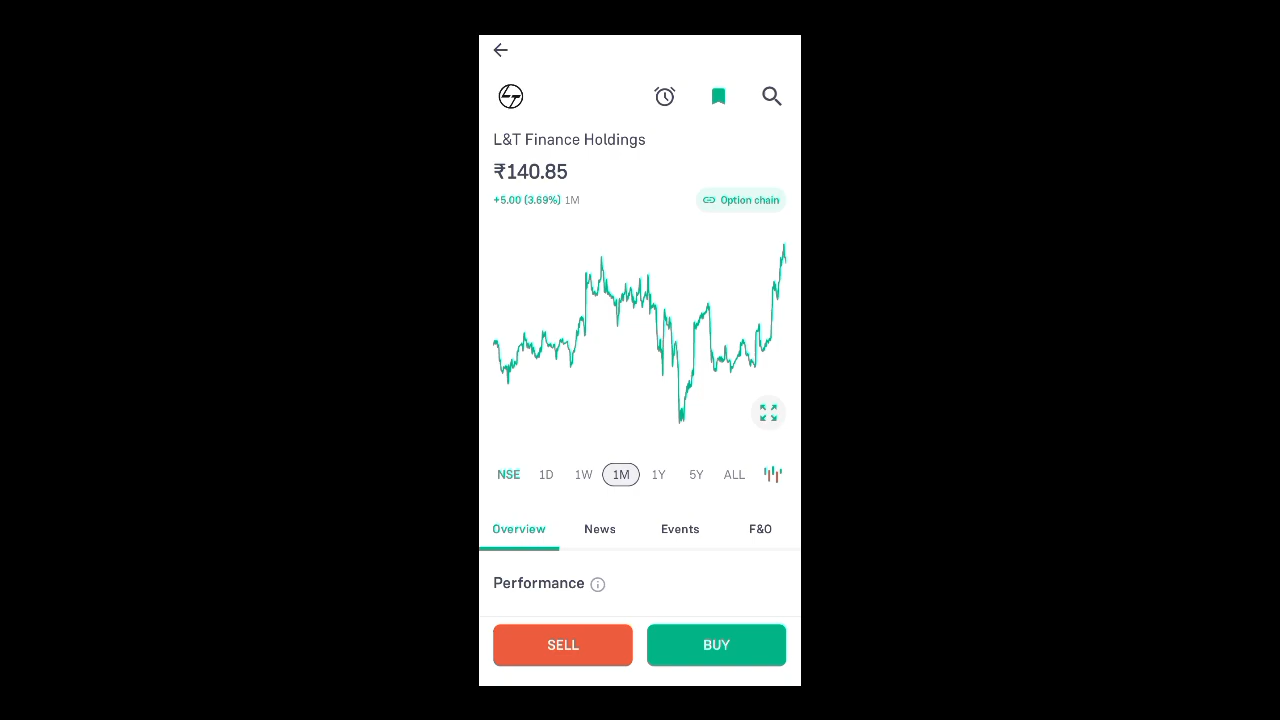 L&T Finance Holdings
₹140.85
+5.00 (3.69%) 1M
Option chain
NSE 1D 1W 1M 1Y 5Y ALL
Overview News Events F&O
Performance
SELL BUY